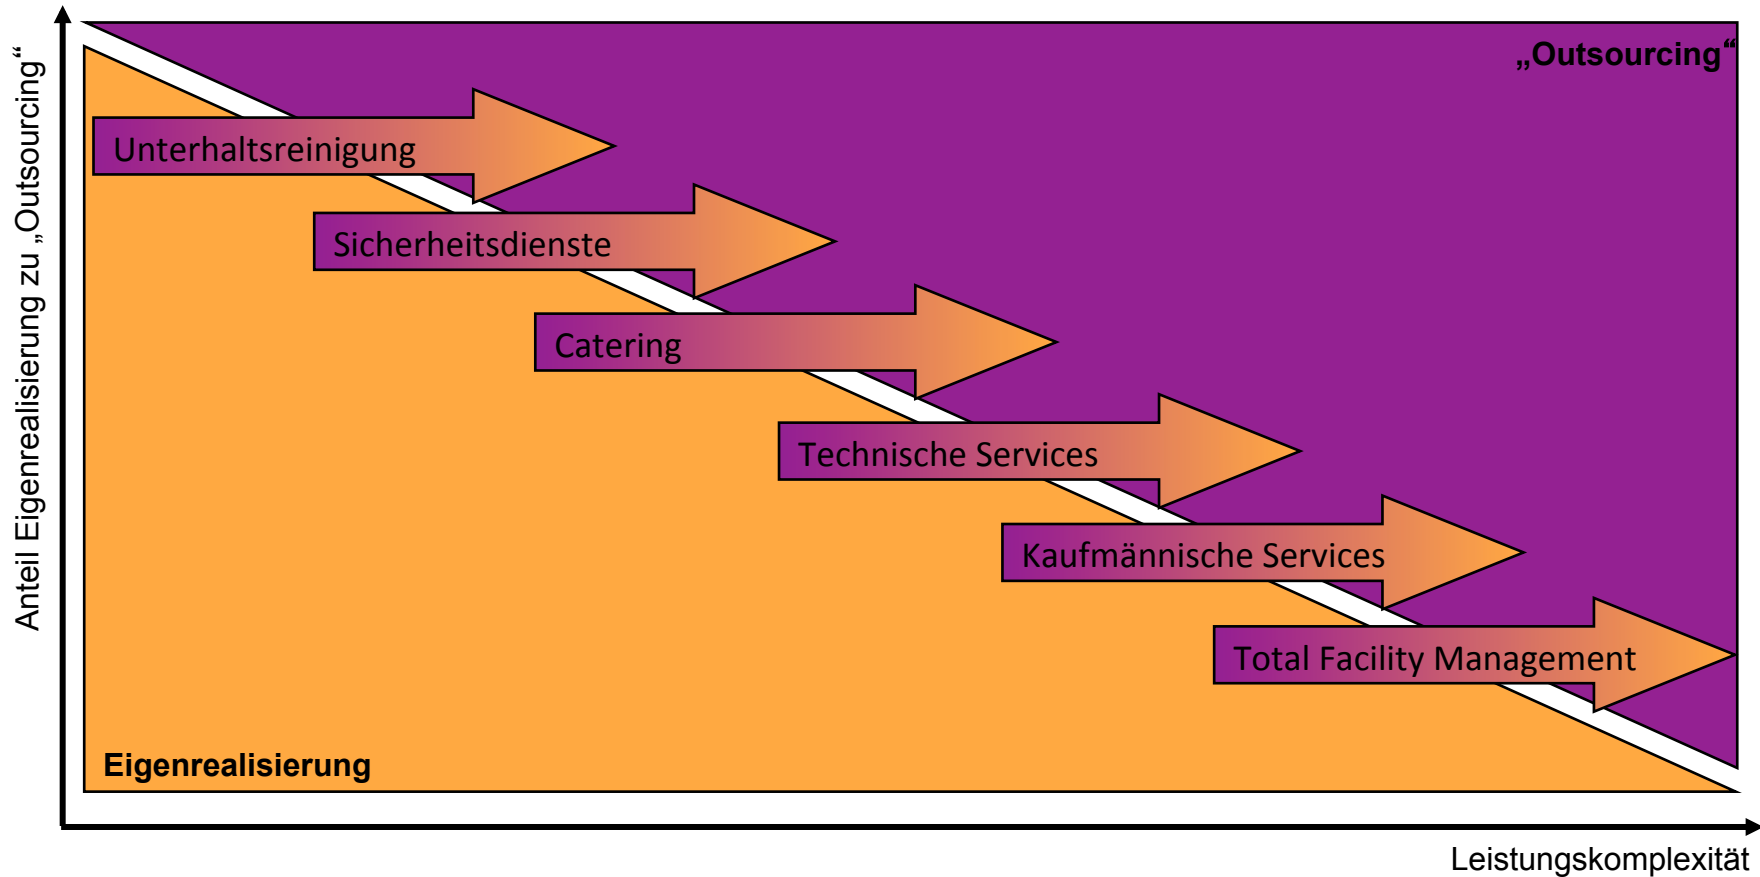 Anteil Eigenrealisierung zu „Outsourcing“
„Outsourcing“
Unterhaltsreinigung
Sicherheitsdienste
Catering
Technische Services
Kaufmännische Services
Total Facility Management
Eigenrealisierung
Leistungskomplexität